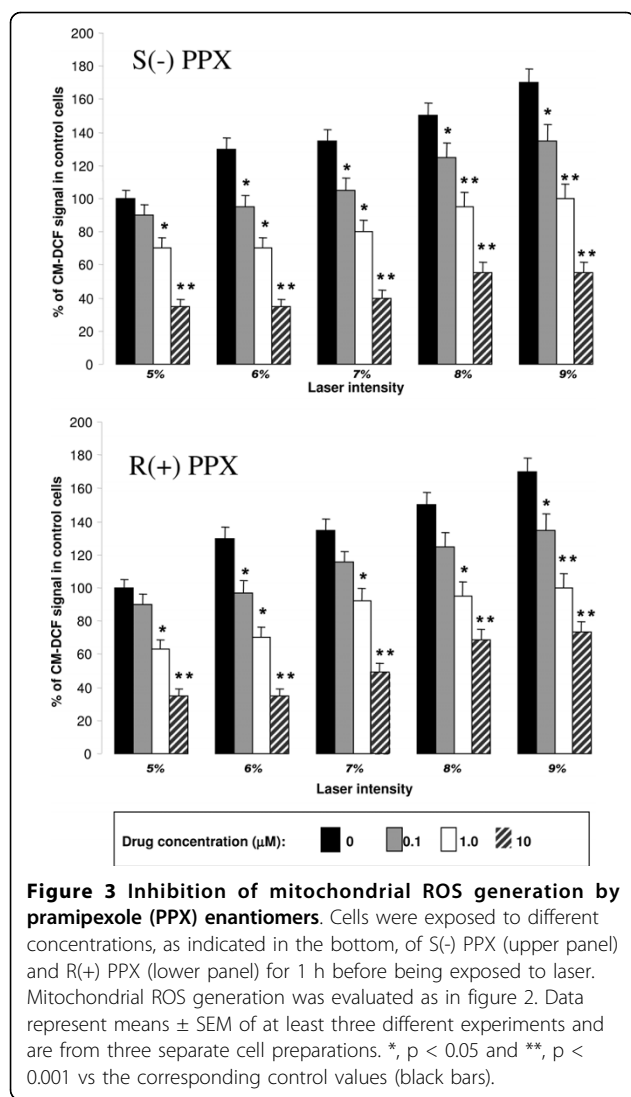 200
180
160
140
120
100
80
60
40
20
0
% of CM-DCF signal in control cells
S(-) PPX
*
**
*
*
**
*
*
**
*
**
**
*
**
**
5% 6% 7% 8% 9%
Laser intensity
200
180
160
140
120
100
80
60
40
20
0
% of CM-DCF signal in control cells
R(+) PPX
*
**
*
*
**
*
**
*
**
*
**
**
5% 6% 7% 8% 9%
Laser intensity
Drug concentration (µM): 0 0.1 1.0 10
Figure 3 Inhibition of mitochondrial ROS generation by
pramipexole (PPX) enantiomers. Cells were exposed to different
concentrations, as indicated in the bottom, of S(-) PPX (upper panel)
and R(+) PPX (lower panel) for 1 h before being exposed to laser.
Mitochondrial ROS generation was evaluated as in figure 2. Data
represent means ± SEM of at least three different experiments and
are from three separate cell preparations. *, p < 0.05 and **, p <
0.001 vs the corresponding control values (black bars).